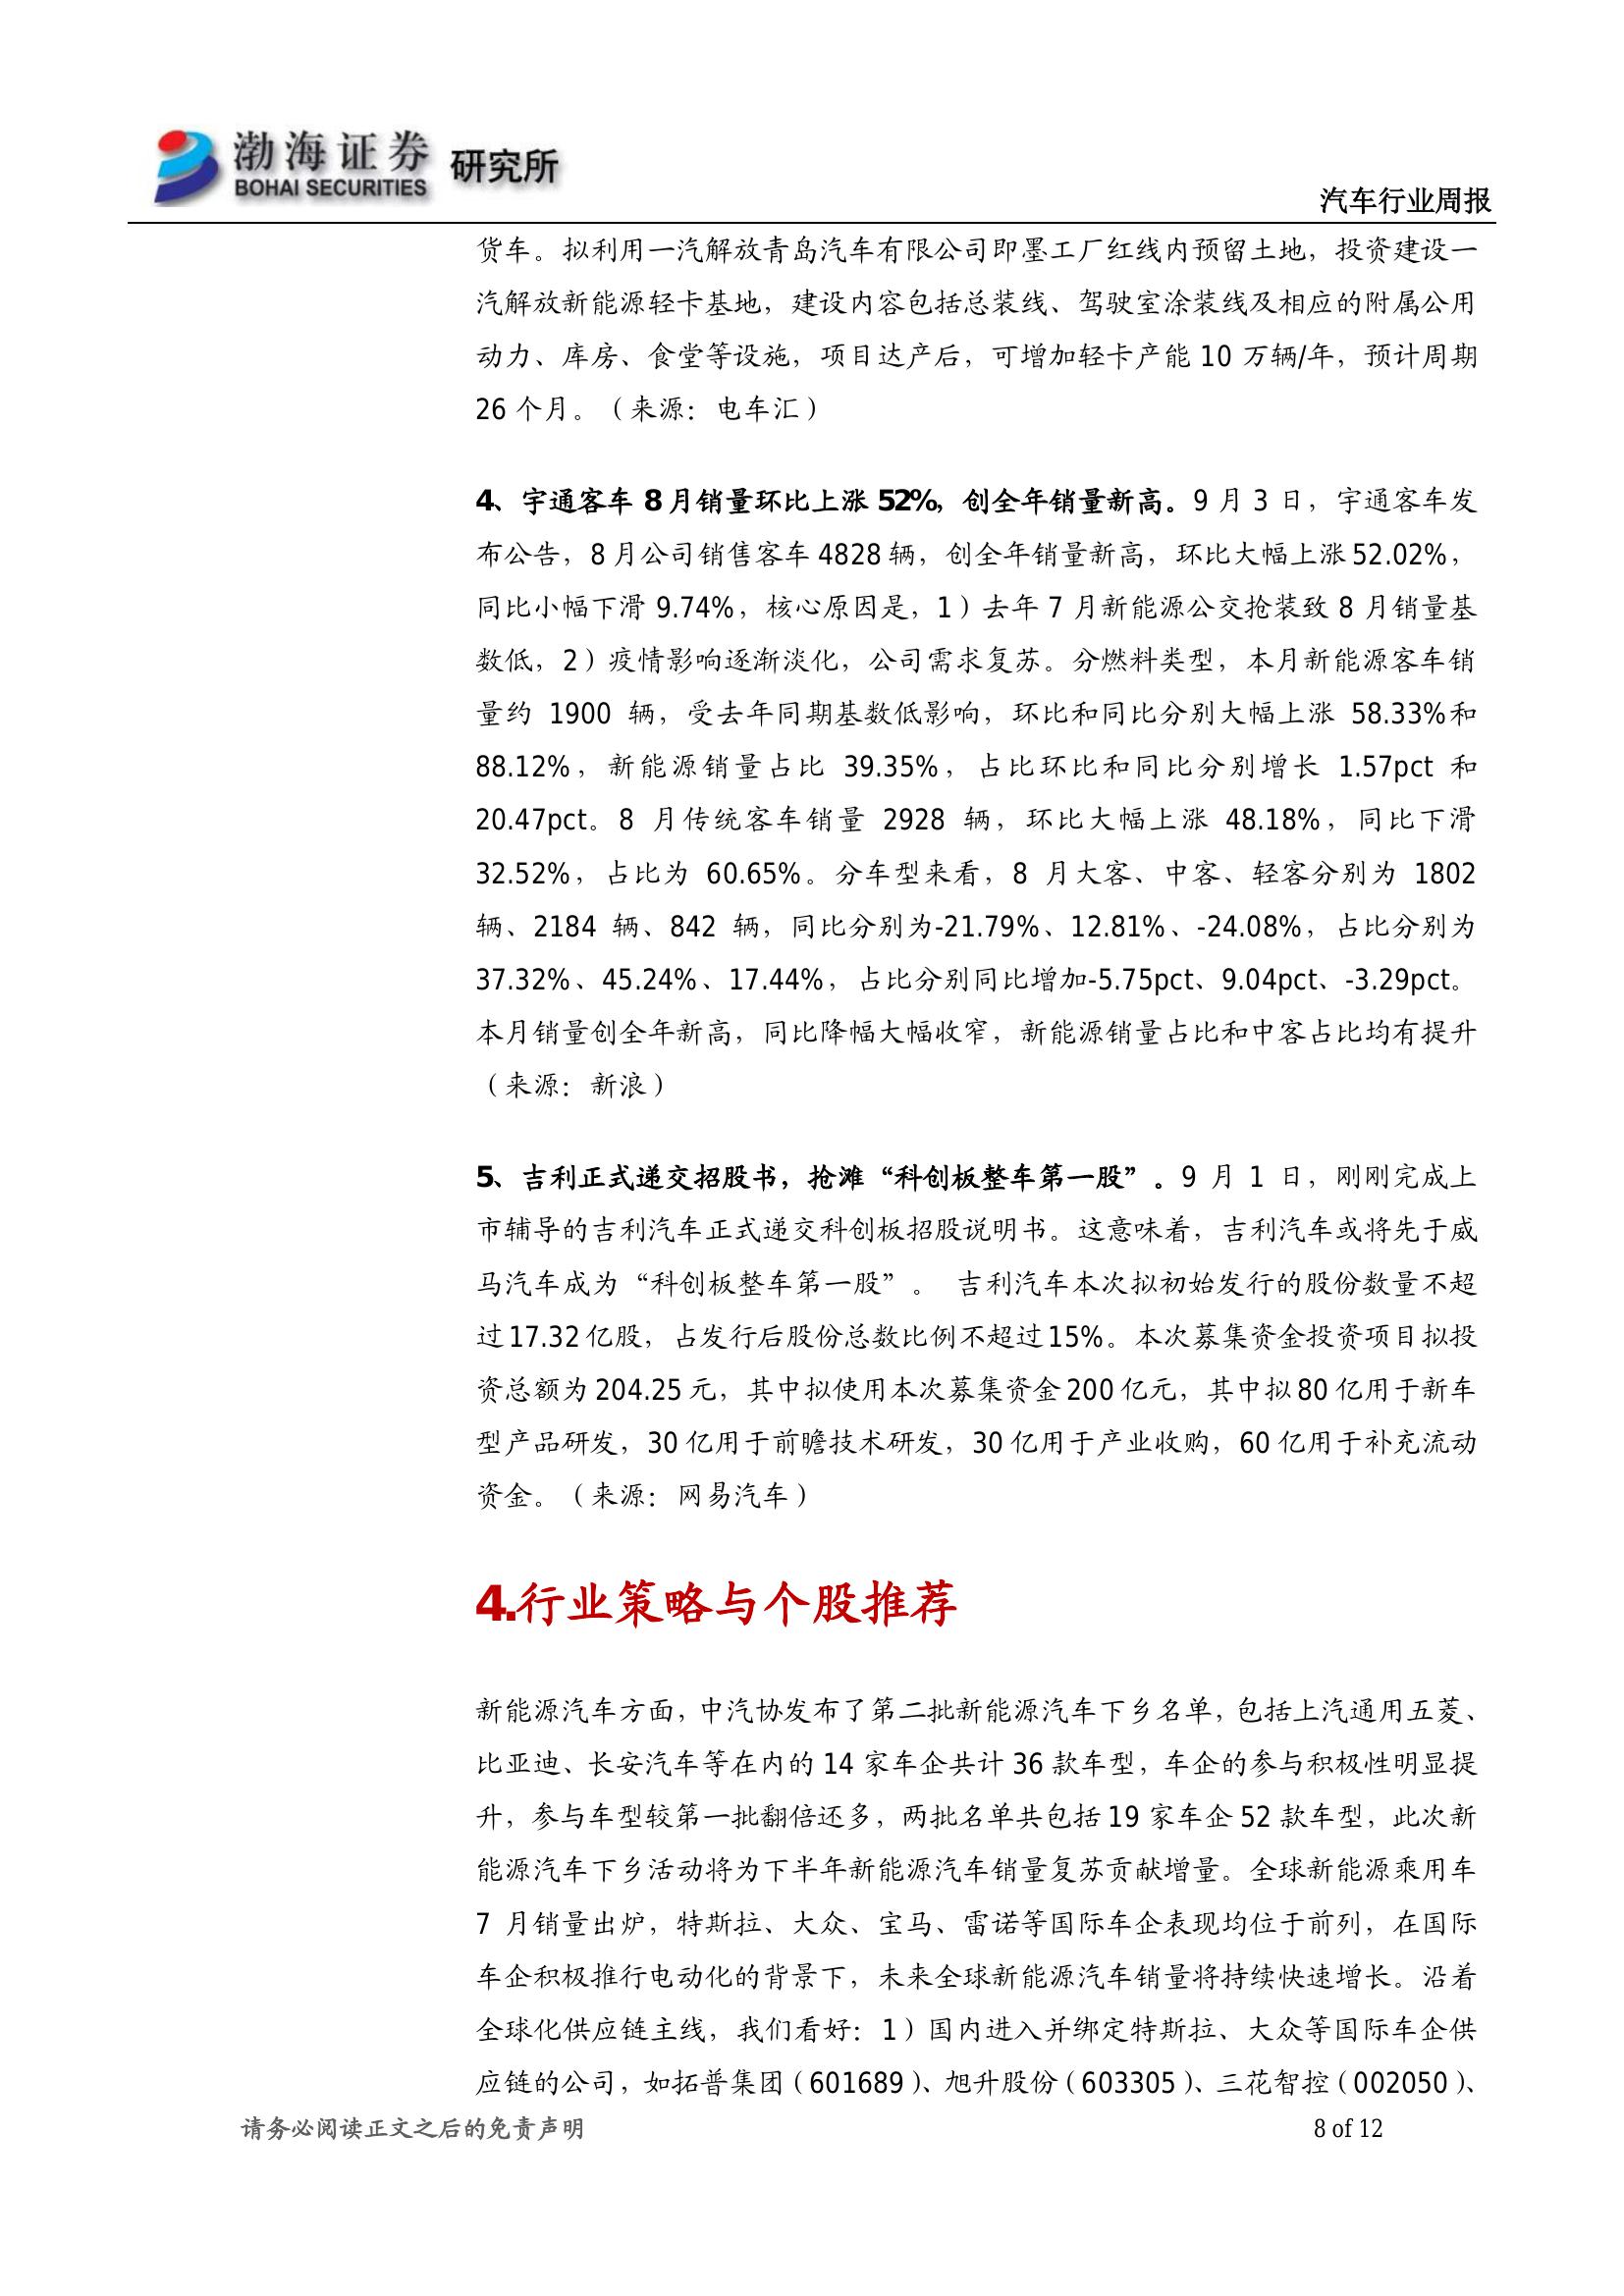 渤海证券 研究所
BOHAI SECURITIES
汽车行业周报
货车。拟利用一汽解放青岛汽车有限公司即墨工厂红线内预留土地，投资建设一
汽解放新能源轻卡基地，建设内容包括总装线、驾驶室涂装线及相应的附属公用
动力、库房、食堂等设施，项目达产后，可增加轻卡产能 10 万辆/年，预计周期
26 个月。（来源：电车汇）
4、宇通客车 8 月销量环比上涨 52%，创全年销量新高。9 月 3 日，宇通客车发
布公告，8 月公司销售客车 4828 辆，创全年销量新高，环比大幅上涨 52.02%，
同比小幅下滑 9.74%，核心原因是，1）去年 7 月新能源公交抢装致 8 月销量基
数低，2）疫情影响逐渐淡化，公司需求复苏。分燃料类型，本月新能源客车销
量约 1900 辆，受去年同期基数低影响，环比和同比分别大幅上涨 58.33%和
88.12%，新能源销量占比 39.35%，占比环比和同比分别增长 1.57pct 和
20.47pct。8 月传统客车销量 2928 辆，环比大幅上涨 48.18%，同比下滑
32.52%，占比为 60.65%。分车型来看，8 月大客、中客、轻客分别为 1802
辆、2184 辆、842 辆，同比分别为-21.79%、12.81%、-24.08%，占比分别为
37.32%、45.24%、17.44%，占比分别同比增加-5.75pct、9.04pct、-3.29pct。
本月销量创全年新高，同比降幅大幅收窄，新能源销量占比和中客占比均有提升
（来源：新浪）
5、吉利正式递交招股书，抢滩“科创板整车第一股”。9 月 1 日，刚刚完成上
市辅导的吉利汽车正式递交科创板招股说明书。这意味着，吉利汽车或将先于威
马汽车成为“科创板整车第一股”。 吉利汽车本次拟初始发行的股份数量不超
过 17.32 亿股，占发行后股份总数比例不超过 15%。本次募集资金投资项目拟投
资总额为 204.25 元，其中拟使用本次募集资金 200 亿元，其中拟 80 亿用于新车
型产品研发，30 亿用于前瞻技术研发，30 亿用于产业收购，60 亿用于补充流动
资金。（来源：网易汽车）
4.行业策略与个股推荐
新能源汽车方面，中汽协发布了第二批新能源汽车下乡名单，包括上汽通用五菱、
比亚迪、长安汽车等在内的 14 家车企共计 36 款车型，车企的参与积极性明显提
升，参与车型较第一批翻倍还多，两批名单共包括 19 家车企 52 款车型，此次新
能源汽车下乡活动将为下半年新能源汽车销量复苏贡献增量。全球新能源乘用车
7 月销量出炉，特斯拉、大众、宝马、雷诺等国际车企表现均位于前列，在国际
车企积极推行电动化的背景下，未来全球新能源汽车销量将持续快速增长。沿着
全球化供应链主线，我们看好：1）国内进入并绑定特斯拉、大众等国际车企供
应链的公司，如拓普集团（601689）、旭升股份（603305）、三花智控（002050）、
请务必阅读正文之后的免责声明
8 of 12